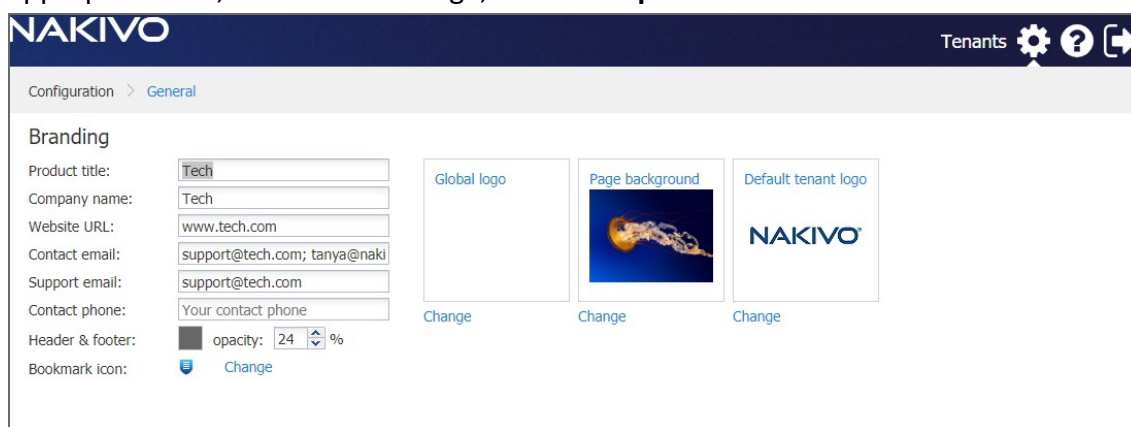 NAKIVO
Tenants
Configuration > General
Branding
Product title: Tech
Company name: Tech
Website URL: www.tech.com
Contact email: support@tech.com; tanya@naki
Support email: support@tech.com
Contact phone: Your contact phone
Header & footer: opacity: 24 %
Bookmark icon: Change
Global logo
Change
Page background
Change
Default tenant logo
NAKIVO
Change